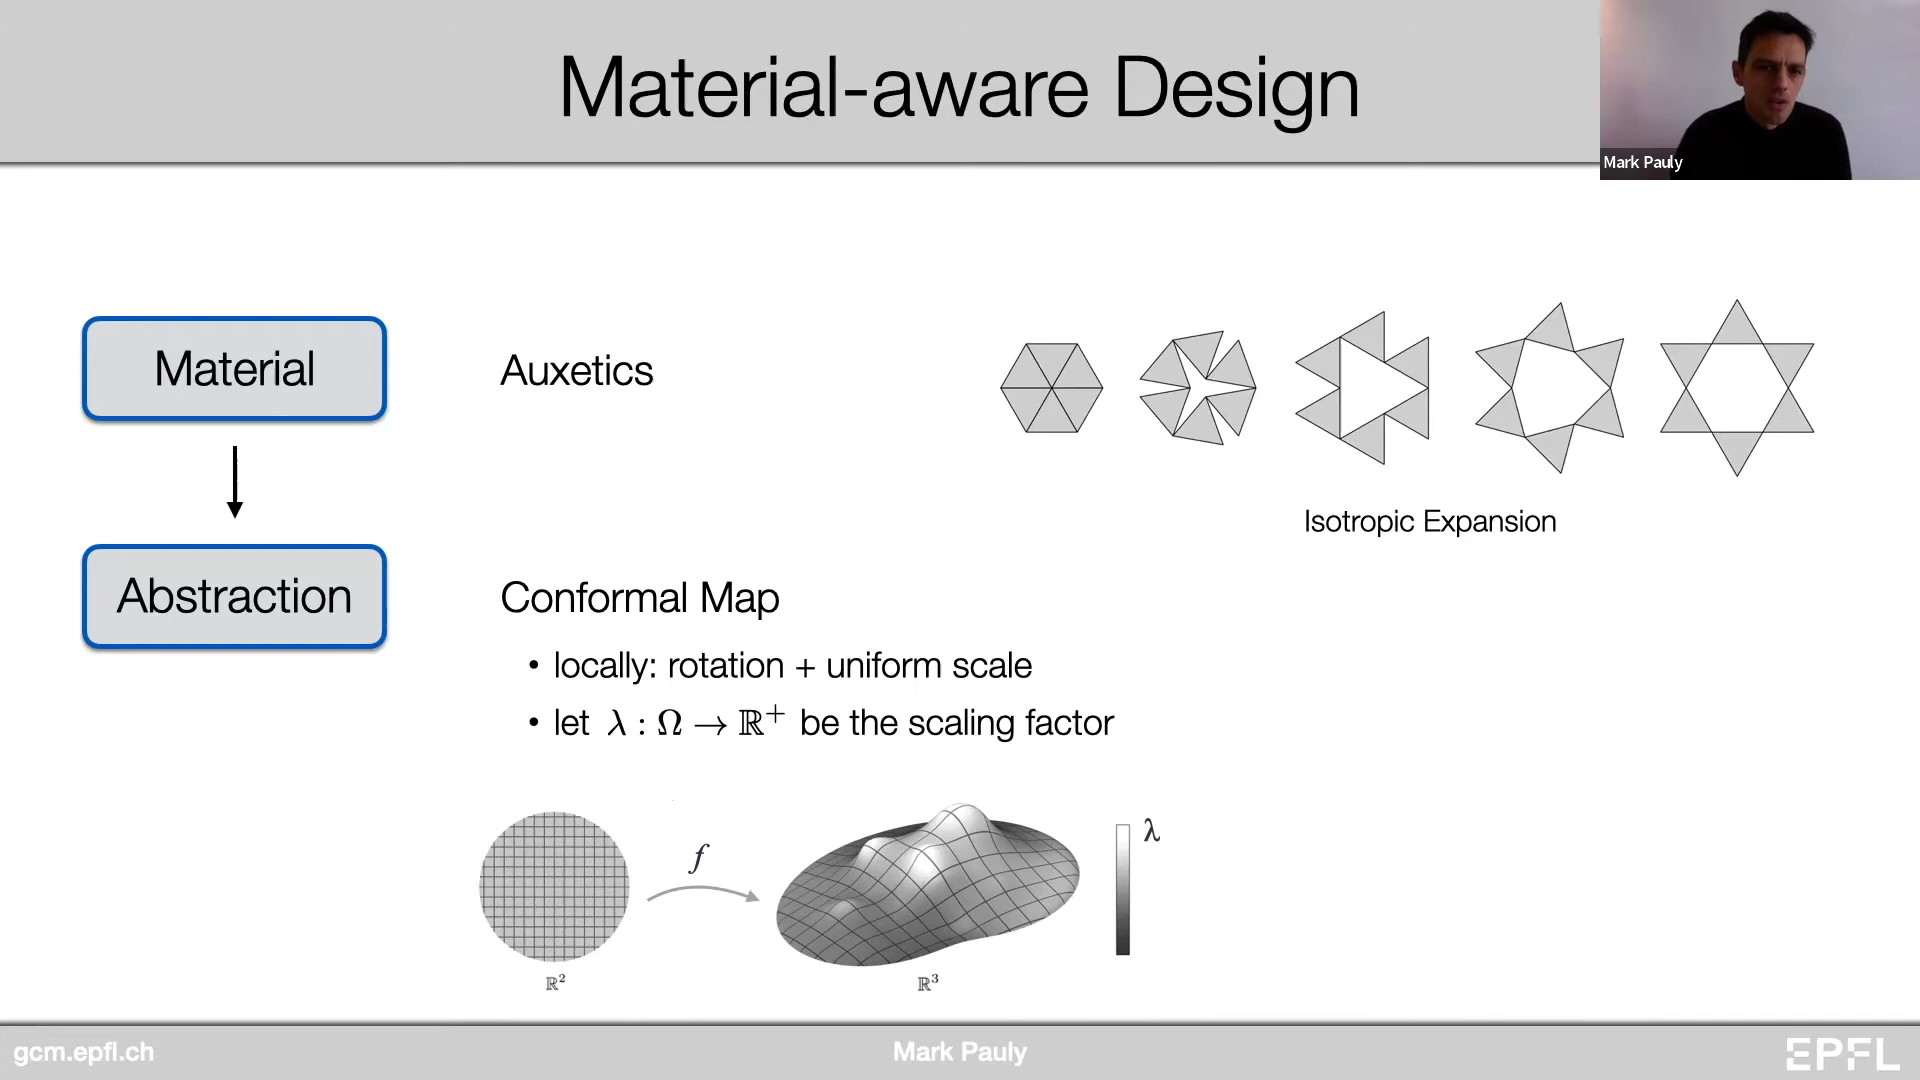 Material-aware Design
Mark Pauly
Material
Auxetics
Isotropic Expansion
Abstraction
Conformal Map
• locally: rotation + uniform scale
• let λ : Ω → ℝ⁺ be the scaling factor
f
λ
ℝ²
ℝ³
gcm.epfl.ch
Mark Pauly
EPFL